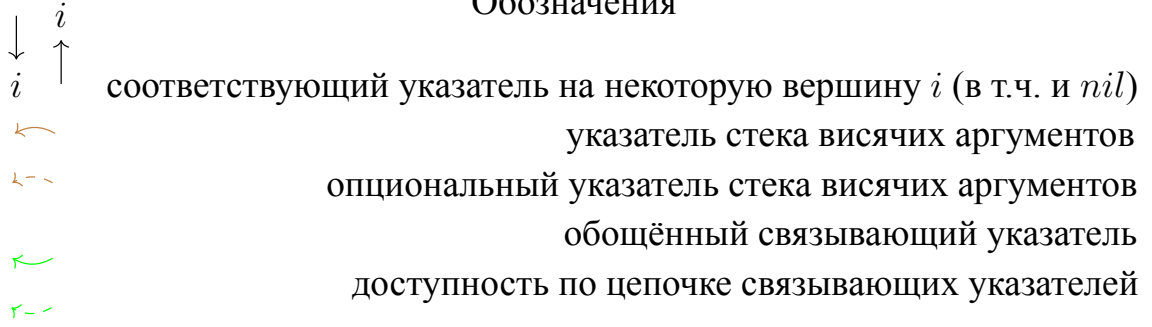 Обозначения
i
i соответствующий указатель на некоторую вершину i (в т.ч. и nil)
указатель стека висячих аргументов
опциональный указатель стека висячих аргументов
обощённый связывающий указатель
доступность по цепочке связывающих указателей